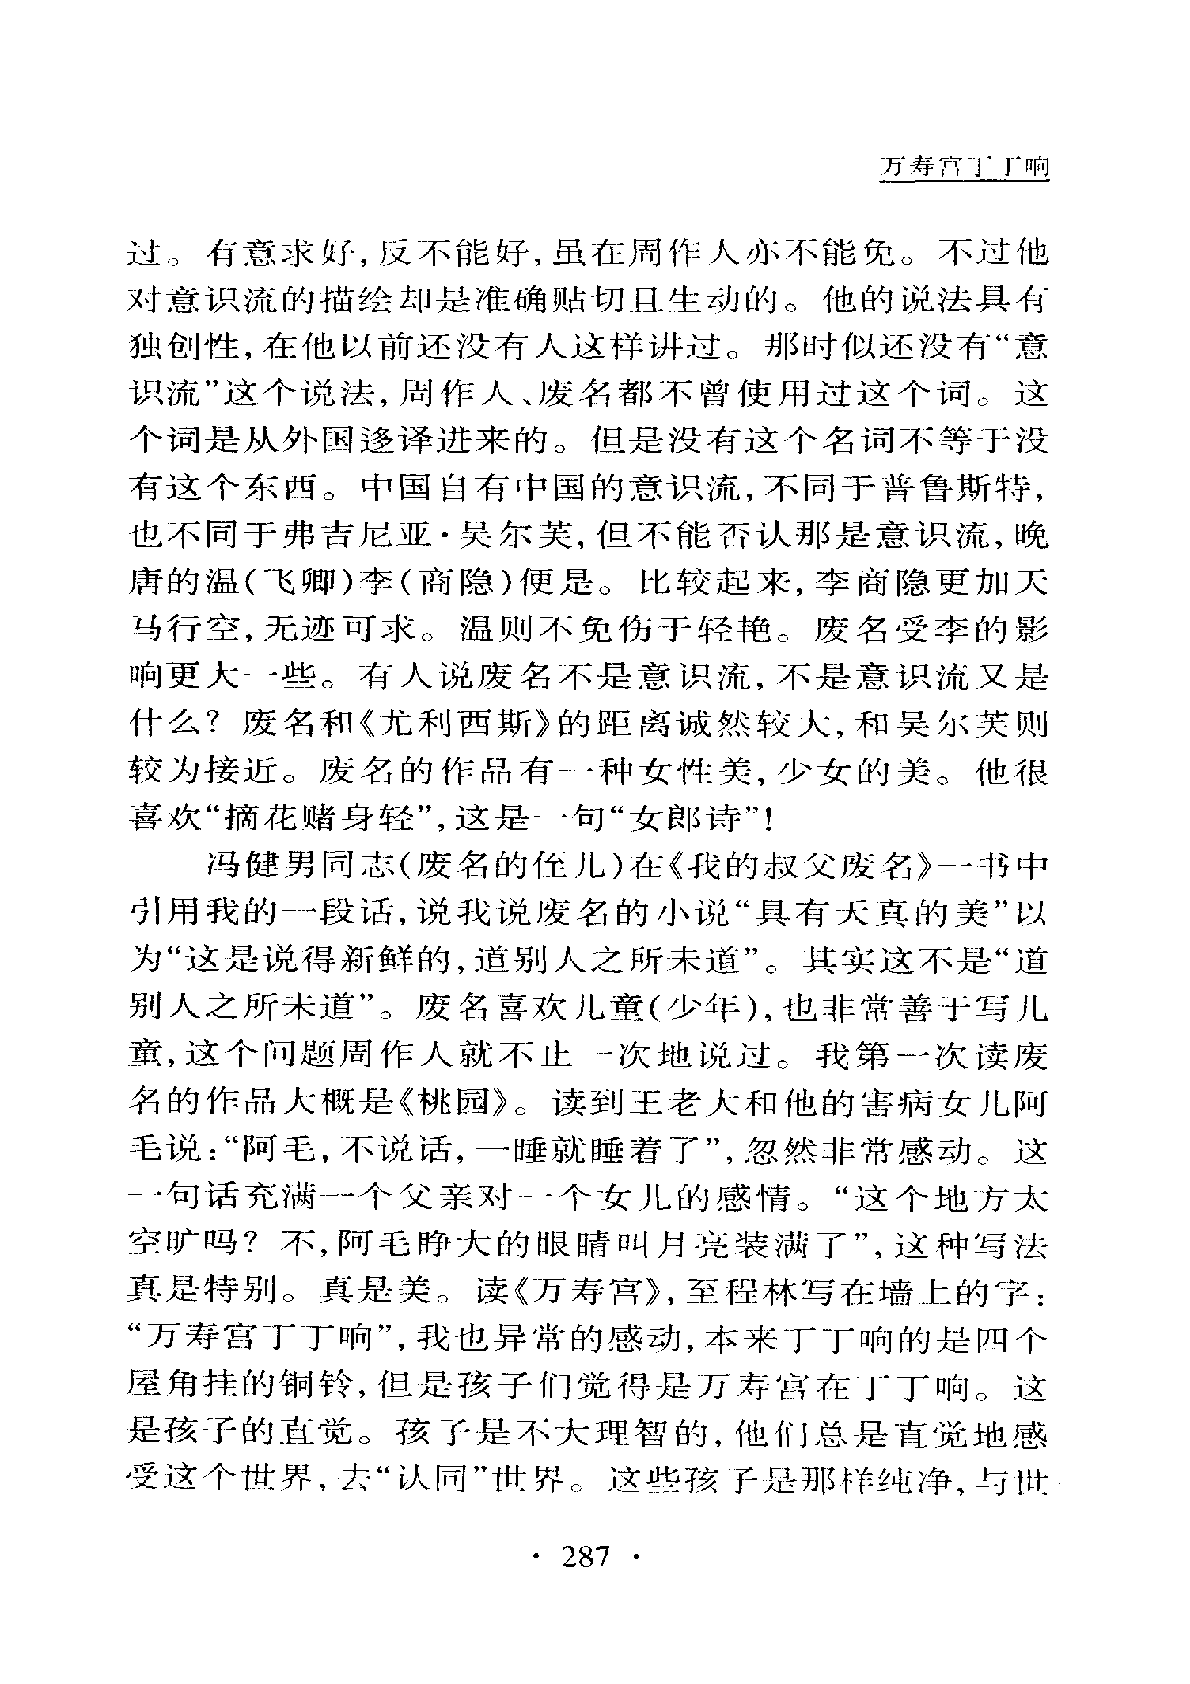 万寿宫丁丁响
过。有意求好,反不能好,虽在周作人亦不能免。不过他
对意识流的描绘却是准确贴切且生动的。他的说法具有
独创性,在他以前还没有人这样讲过。那时似还没有“意
识流”这个说法,周作人、废名都不曾使用过这个词。这
个词是从外国迻译进来的。但是没有这个名词不等于没
有这个东西。中国自有中国的意识流,不同于普鲁斯特,
也不同于弗吉尼亚·吴尔芙,但不能否认那是意识流,晚
唐的温(飞卿)李(商隐)便是。比较起来,李商隐更加天
马行空,无迹可求。温则不免伤于轻艳。废名受李的影
响更大一些。有人说废名不是意识流,不是意识流又是
什么?废名和《尤利西斯》的距离诚然较大,和吴尔芙则
较为接近。废名的作品有一种女性美,少女的美。他很
喜欢“摘花赌身轻”,这是一句“女郎诗”!
冯健男同志(废名的侄儿)在《我的叔父废名》一书中
引用我的一段话,说我说废名的小说“具有天真的美”以
为“这是说得新鲜的,道别人之所未道”。其实这不是“道
别人之所未道”。废名喜欢儿童(少年),也非常善于写儿
童,这个问题周作人就不止一次地说过。我第一次读废
名的作品大概是《桃园》。读到王老大和他的害病女儿阿
毛说:“阿毛,不说话,一睡就睡着了”,忽然非常感动。这
一句话充满一个父亲对一个女儿的感情。“这个地方太
空旷吗?不,阿毛睁大的眼睛叫月亮装满了”,这种写法
真是特别。真是美。读《万寿宫》,至程林写在墙上的字:
“万寿宫丁丁响”,我也异常的感动,本来丁丁响的是四个
屋角挂的铜铃,但是孩子们觉得是万寿宫在丁丁响。这
是孩子的直觉。孩子是不大理智的,他们总是直觉地感
受这个世界,去“认同”世界。这些孩子是那样纯净,与世
· 287 ·